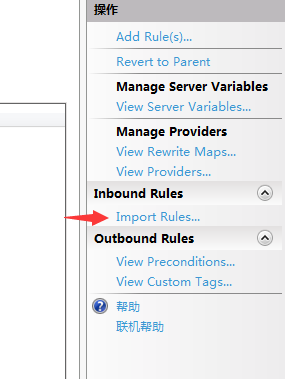 操作
Add Rule(s)...
Revert to Parent
Manage Server Variables
View Server Variables...
Manage Providers
View Rewrite Maps...
View Providers...
Inbound Rules
Import Rules...
Outbound Rules
View Preconditions...
View Custom Tags...
帮助
联机帮助